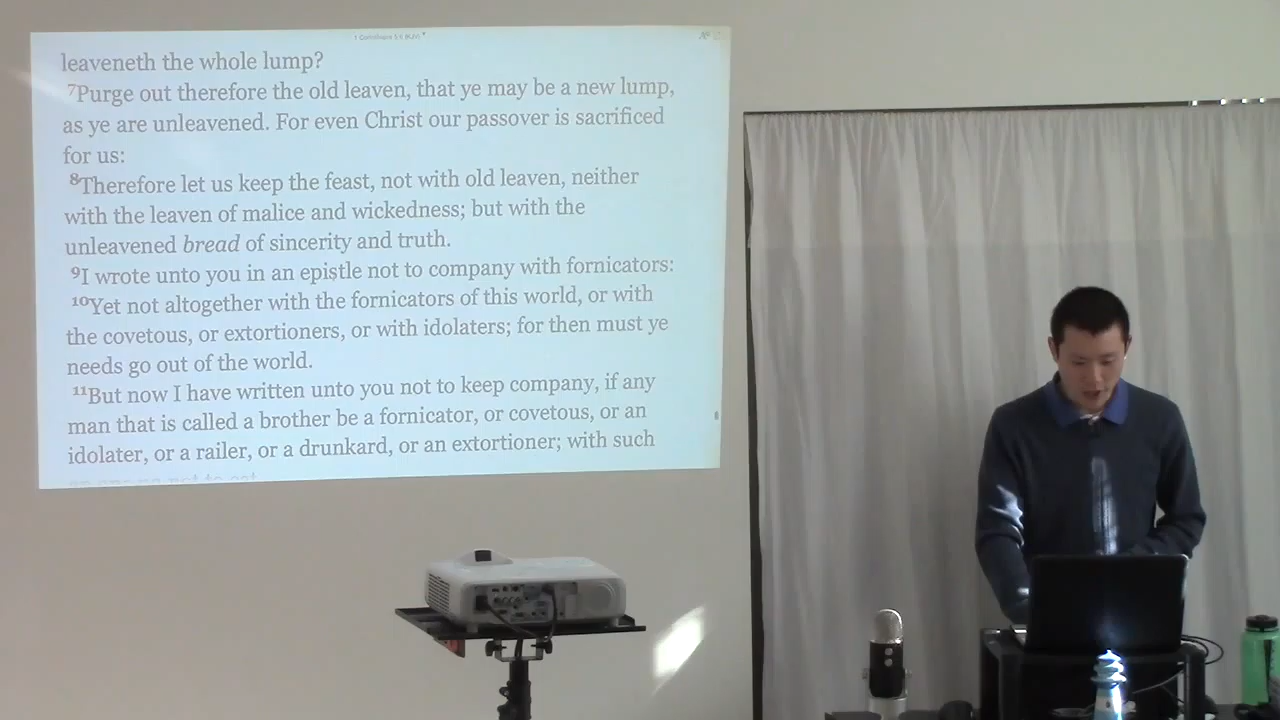 1 Corinthians 5:6 (KJV)
leaveneth the whole lump?
7Purge out therefore the old leaven, that ye may be a new lump,
as ye are unleavened. For even Christ our passover is sacrificed
for us:
8Therefore let us keep the feast, not with old leaven, neither
with the leaven of malice and wickedness; but with the
unleavened bread of sincerity and truth.
9I wrote unto you in an epistle not to company with fornicators:
10Yet not altogether with the fornicators of this world, or with
the covetous, or extortioners, or with idolaters; for then must ye
needs go out of the world.
11But now I have written unto you not to keep company, if any
man that is called a brother be a fornicator, or covetous, or an
idolater, or a railer, or a drunkard, or an extortioner; with such